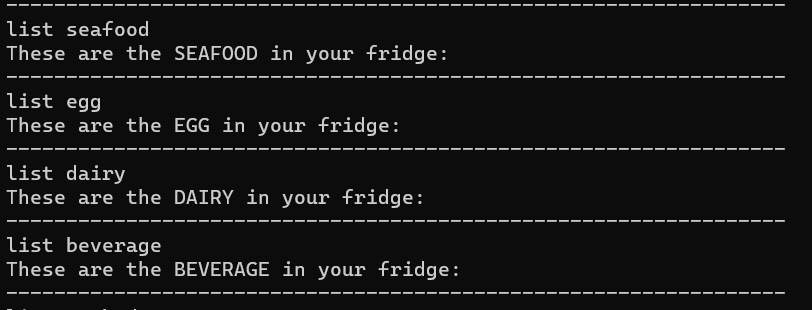 -----------------------------------------------------------------
list seafood
These are the SEAFOOD in your fridge:
-----------------------------------------------------------------
list egg
These are the EGG in your fridge:
-----------------------------------------------------------------
list dairy
These are the DAIRY in your fridge:
-----------------------------------------------------------------
list beverage
These are the BEVERAGE in your fridge:
-----------------------------------------------------------------